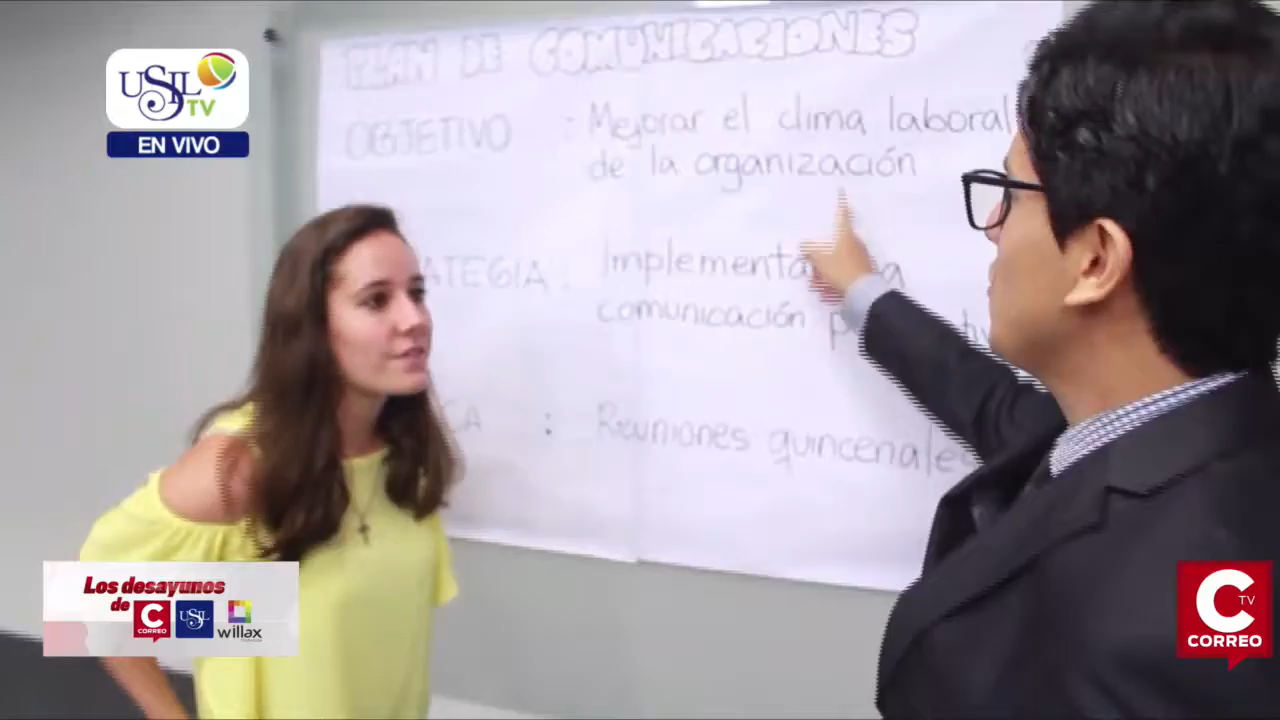 PLAN DE COMUNICACIONES
USIL
TV
EN VIVO
OBJETIVO : Mejorar el clima laboral
de la organización
ATEGIA : Implementa
comunicación
CA : Reuniones quincenale
Los desayunos
de C USIL
CORREO willax
C TV
CORREO